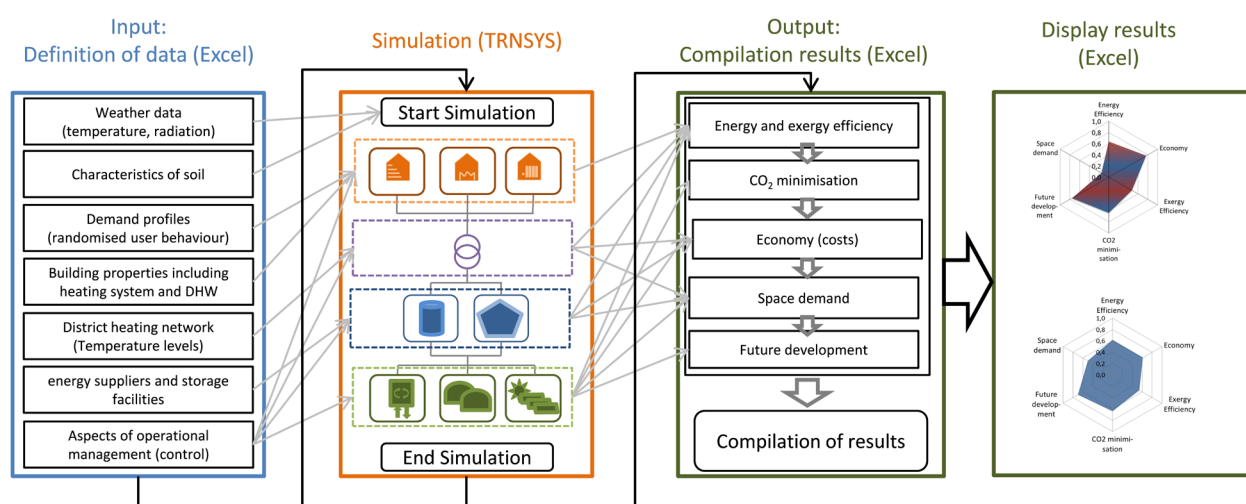 Input:
Definition of data (Excel)
Weather data
(temperature, radiation)
Characteristics of soil
Demand profiles
(randomised user behaviour)
Building properties including
heating system and DHW
District heating network
(Temperature levels)
energy suppliers and storage
facilities
Aspects of operational
management (control)
Simulation (TRNSYS)
Start Simulation
End Simulation
Output:
Compilation results (Excel)
Energy and exergy efficiency
CO₂ minimisation
Economy (costs)
Space demand
Future development
Compilation of results
Display results
(Excel)
Energy
Efficiency
1,0
0,8
0,6
0,4
0,2
0,0
Economy
Exergy
Efficiency
CO2
minimi-
sation
Future
develop-
ment
Space
demand
Energy
Efficiency
1,0
0,8
0,6
0,4
0,2
0,0
Economy
Exergy
Efficiency
CO2 minimi-
sation
Future
develop-
ment
Space
demand